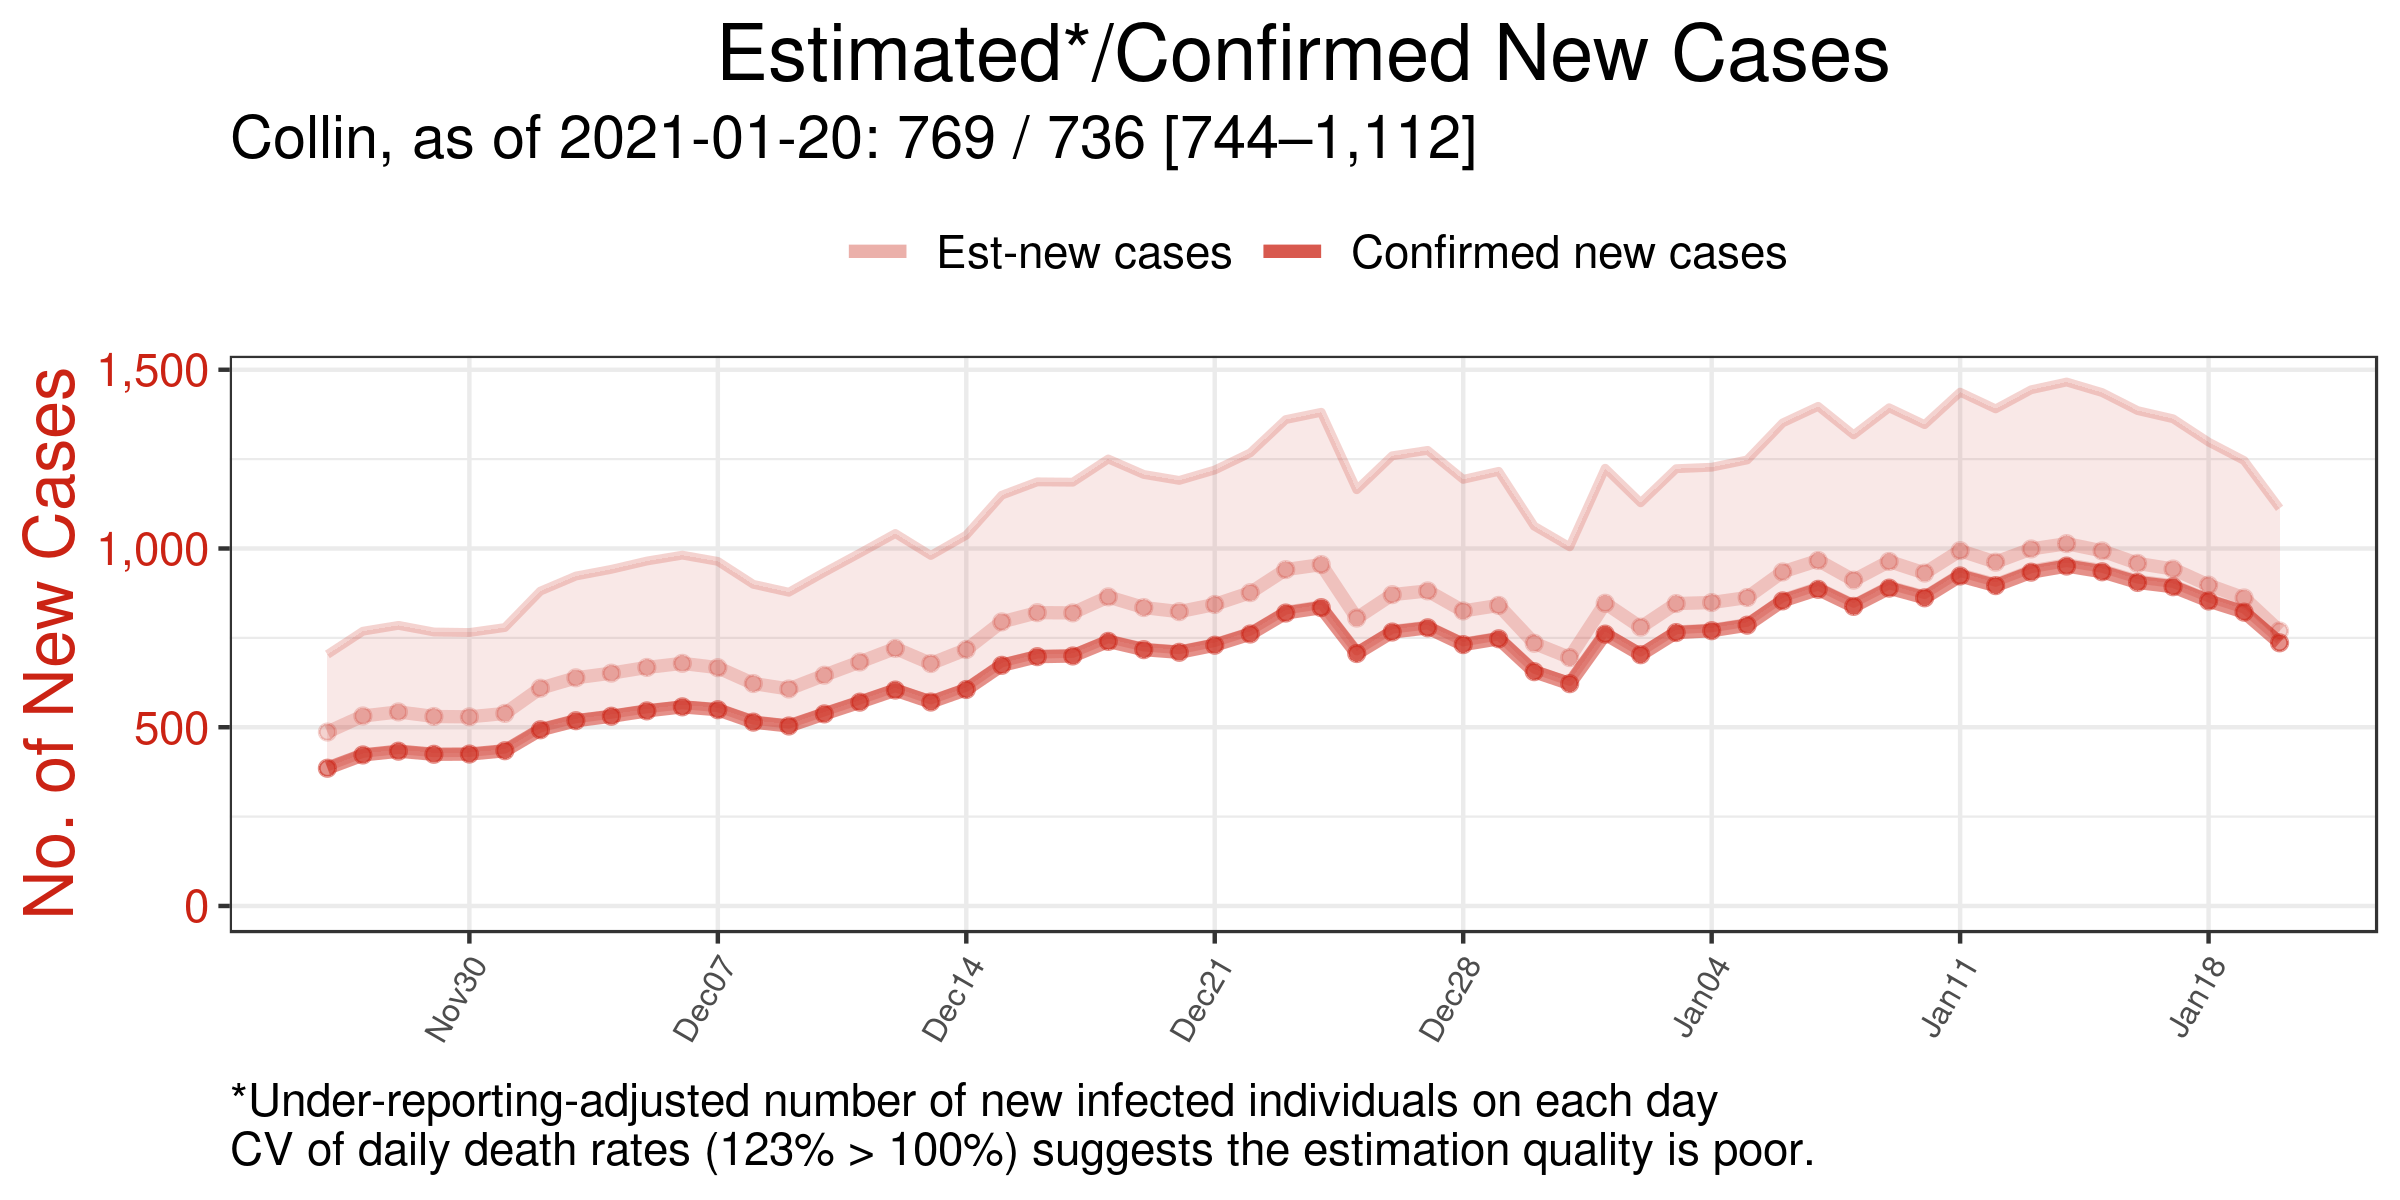 Estimated*/Confirmed New Cases
Collin, as of 2021-01-20: 769 / 736 [744–1,112]
Est-new cases Confirmed new cases
No. of New Cases
1,500
1,000
500
0
Nov30 Dec07 Dec14 Dec21 Dec28 Jan04 Jan11 Jan18
*Under-reporting-adjusted number of new infected individuals on each day
CV of daily death rates (123% > 100%) suggests the estimation quality is poor.